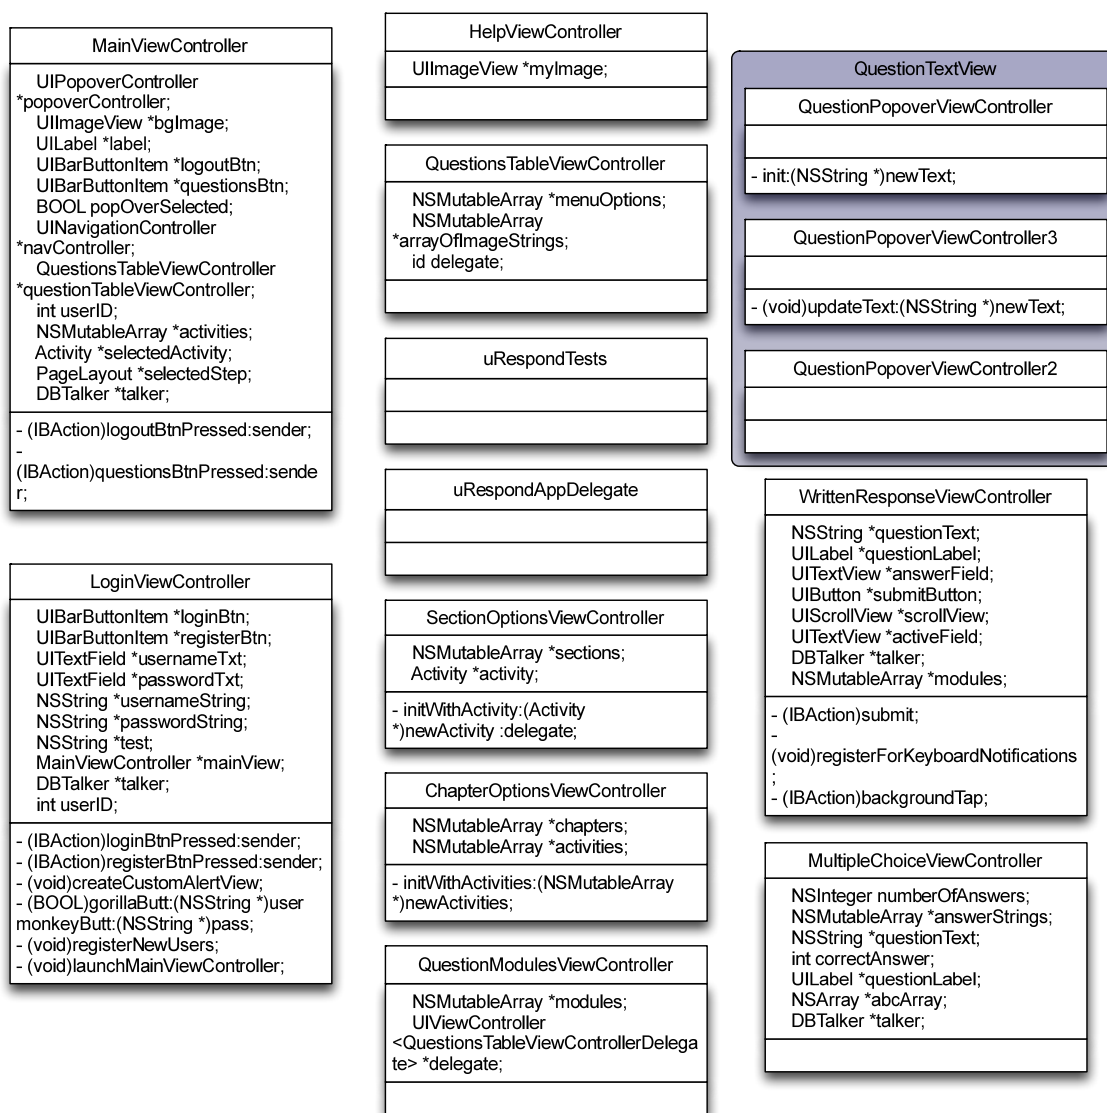 MainViewController
UIPopoverController
*popoverController;
UIImageView *bgImage;
UILabel *label;
UIBarButtonItem *logoutBtn;
UIBarButtonItem *questionsBtn;
BOOL popOverSelected;
UINavigationController
*navController;
QuestionsTableViewController
*questionTableViewController;
int userID;
NSMutableArray *activities;
Activity *selectedActivity;
PageLayout *selectedStep;
DBTalker *talker;
- (IBAction)logoutBtnPressed:sender;
-
(IBAction)questionsBtnPressed:sende
r;
LoginViewController
UIBarButtonItem *loginBtn;
UIBarButtonItem *registerBtn;
UITextField *usernameTxt;
UITextField *passwordTxt;
NSString *usernameString;
NSString *passwordString;
NSString *test;
MainViewController *mainView;
DBTalker *talker;
int userID;
- (IBAction)loginBtnPressed:sender;
- (IBAction)registerBtnPressed:sender;
- (void)createCustomAlertView;
- (BOOL)gorillaButt:(NSString *)user
monkeyButt:(NSString *)pass;
- (void)registerNewUsers;
- (void)launchMainViewController;
HelpViewController
UIImageView *myImage;
QuestionsTableViewController
NSMutableArray *menuOptions;
NSMutableArray
*arrayOfImageStrings;
id delegate;
uRespondTests
uRespondAppDelegate
SectionOptionsViewController
NSMutableArray *sections;
Activity *activity;
- initWithActivity:(Activity
*)newActivity :delegate;
ChapterOptionsViewController
NSMutableArray *chapters;
NSMutableArray *activities;
- initWithActivities:(NSMutableArray
*)newActivities;
QuestionModulesViewController
NSMutableArray *modules;
UIViewController
<QuestionsTableViewControllerDelega
te> *delegate;
QuestionTextView
QuestionPopoverViewController
- init:(NSString *)newText;
QuestionPopoverViewController3
- (void)updateText:(NSString *)newText;
QuestionPopoverViewController2
WrittenResponseViewController
NSString *questionText;
UILabel *questionLabel;
UITextView *answerField;
UIButton *submitButton;
UIScrollView *scrollView;
UITextView *activeField;
DBTalker *talker;
NSMutableArray *modules;
- (IBAction)submit;
-
(void)registerForKeyboardNotifications
;
- (IBAction)backgroundTap;
MultipleChoiceViewController
NSInteger numberOfAnswers;
NSMutableArray *answerStrings;
NSString *questionText;
int correctAnswer;
UILabel *questionLabel;
NSArray *abcArray;
DBTalker *talker;